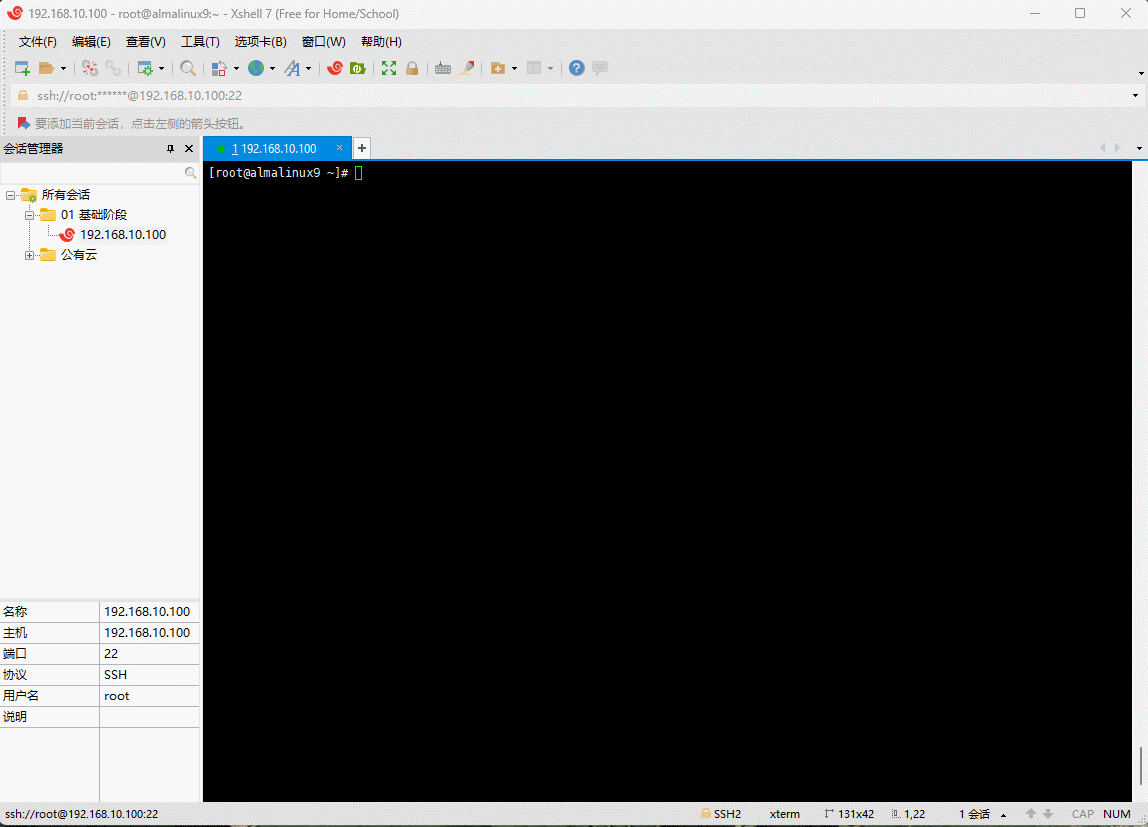 192.168.10.100 - root@almalinux9:~ - Xshell 7 (Free for Home/School)
文件(F) 编辑(E) 查看(V) 工具(T) 选项卡(B) 窗口(W) 帮助(H)
ssh://root:******@192.168.10.100:22
要添加当前会话，点击左侧的箭头按钮。
会话管理器
1 192.168.10.100
[root@almalinux9 ~]#
所有会话
01 基础阶段
192.168.10.100
公有云
名称 192.168.10.100
主机 192.168.10.100
端口 22
协议 SSH
用户名 root
说明
ssh://root@192.168.10.100:22 SSH2 xterm 131x42 1,22 1 会话 CAP NUM